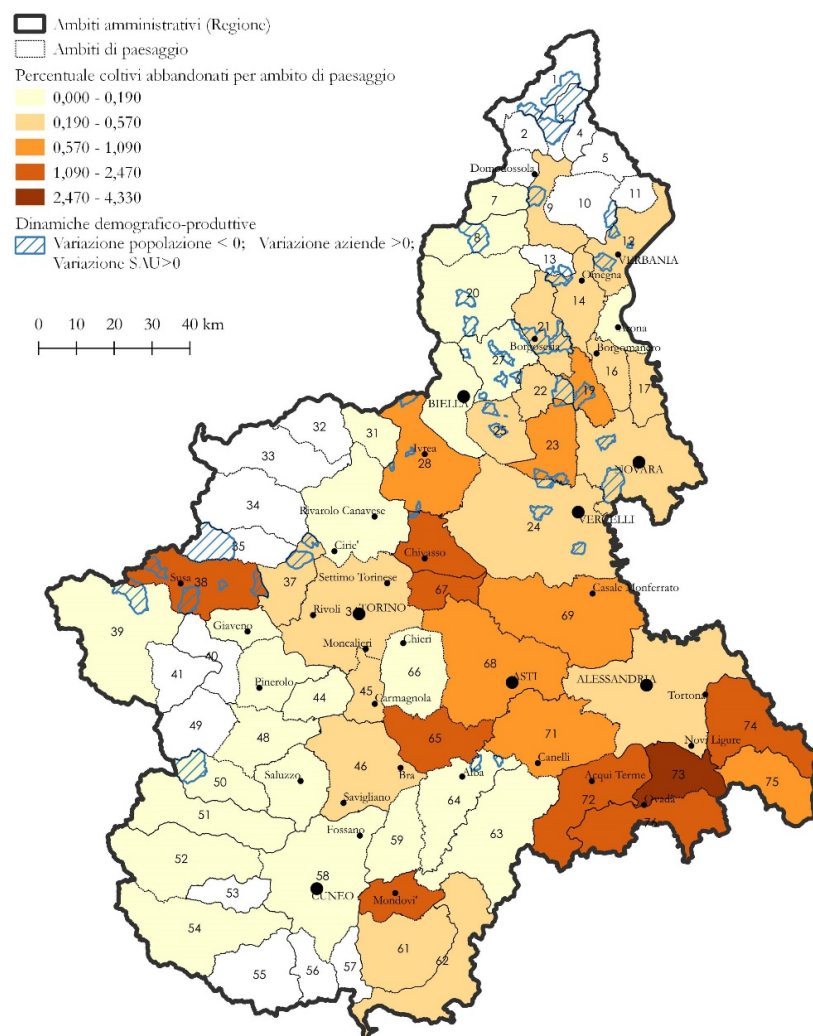 Ambiti amministrativi (Regione)
Ambiti di paesaggio
Percentuale coltivi abbandonati per ambito di paesaggio
0,000 - 0,190
0,190 - 0,570
0,570 - 1,090
1,090 - 2,470
2,470 - 4,330
Dinamiche demografico-produttive
Variazione popolazione < 0; Variazione aziende >0;
Variazione SAU>0
0 10 20 30 40 km
1
3
2
4
5
Domodossola
7
9
10
11
8
12
VERBANIA
13
Omegna
20
14
21
Borgosesia
Borgomanero
27
16
22
19
17
BIELLA
25
32
31
33
Ivrea
28
23
NOVARA
34
Rivarolo Canavese
24
VERCELLI
35
Cirie'
Chivasso
Susa
38
37
Settimo Torinese
67
Casale Monferrato
69
Rivoli
TORINO
39
Giaveno
40
Moncalieri
Chieri
41
66
68
ASTI
ALESSANDRIA
Pinerolo
44
45
Carmagnola
Tortona
49
48
65
71
74
Novi Ligure
46
Bra
Canelli
50
Saluzzo
Alba
Acqui Terme
73
75
Savigliano
64
72
Ovada
51
Fossano
59
63
76
52
58
53
CUNEO
Mondovi'
54
61
62
55
56
57